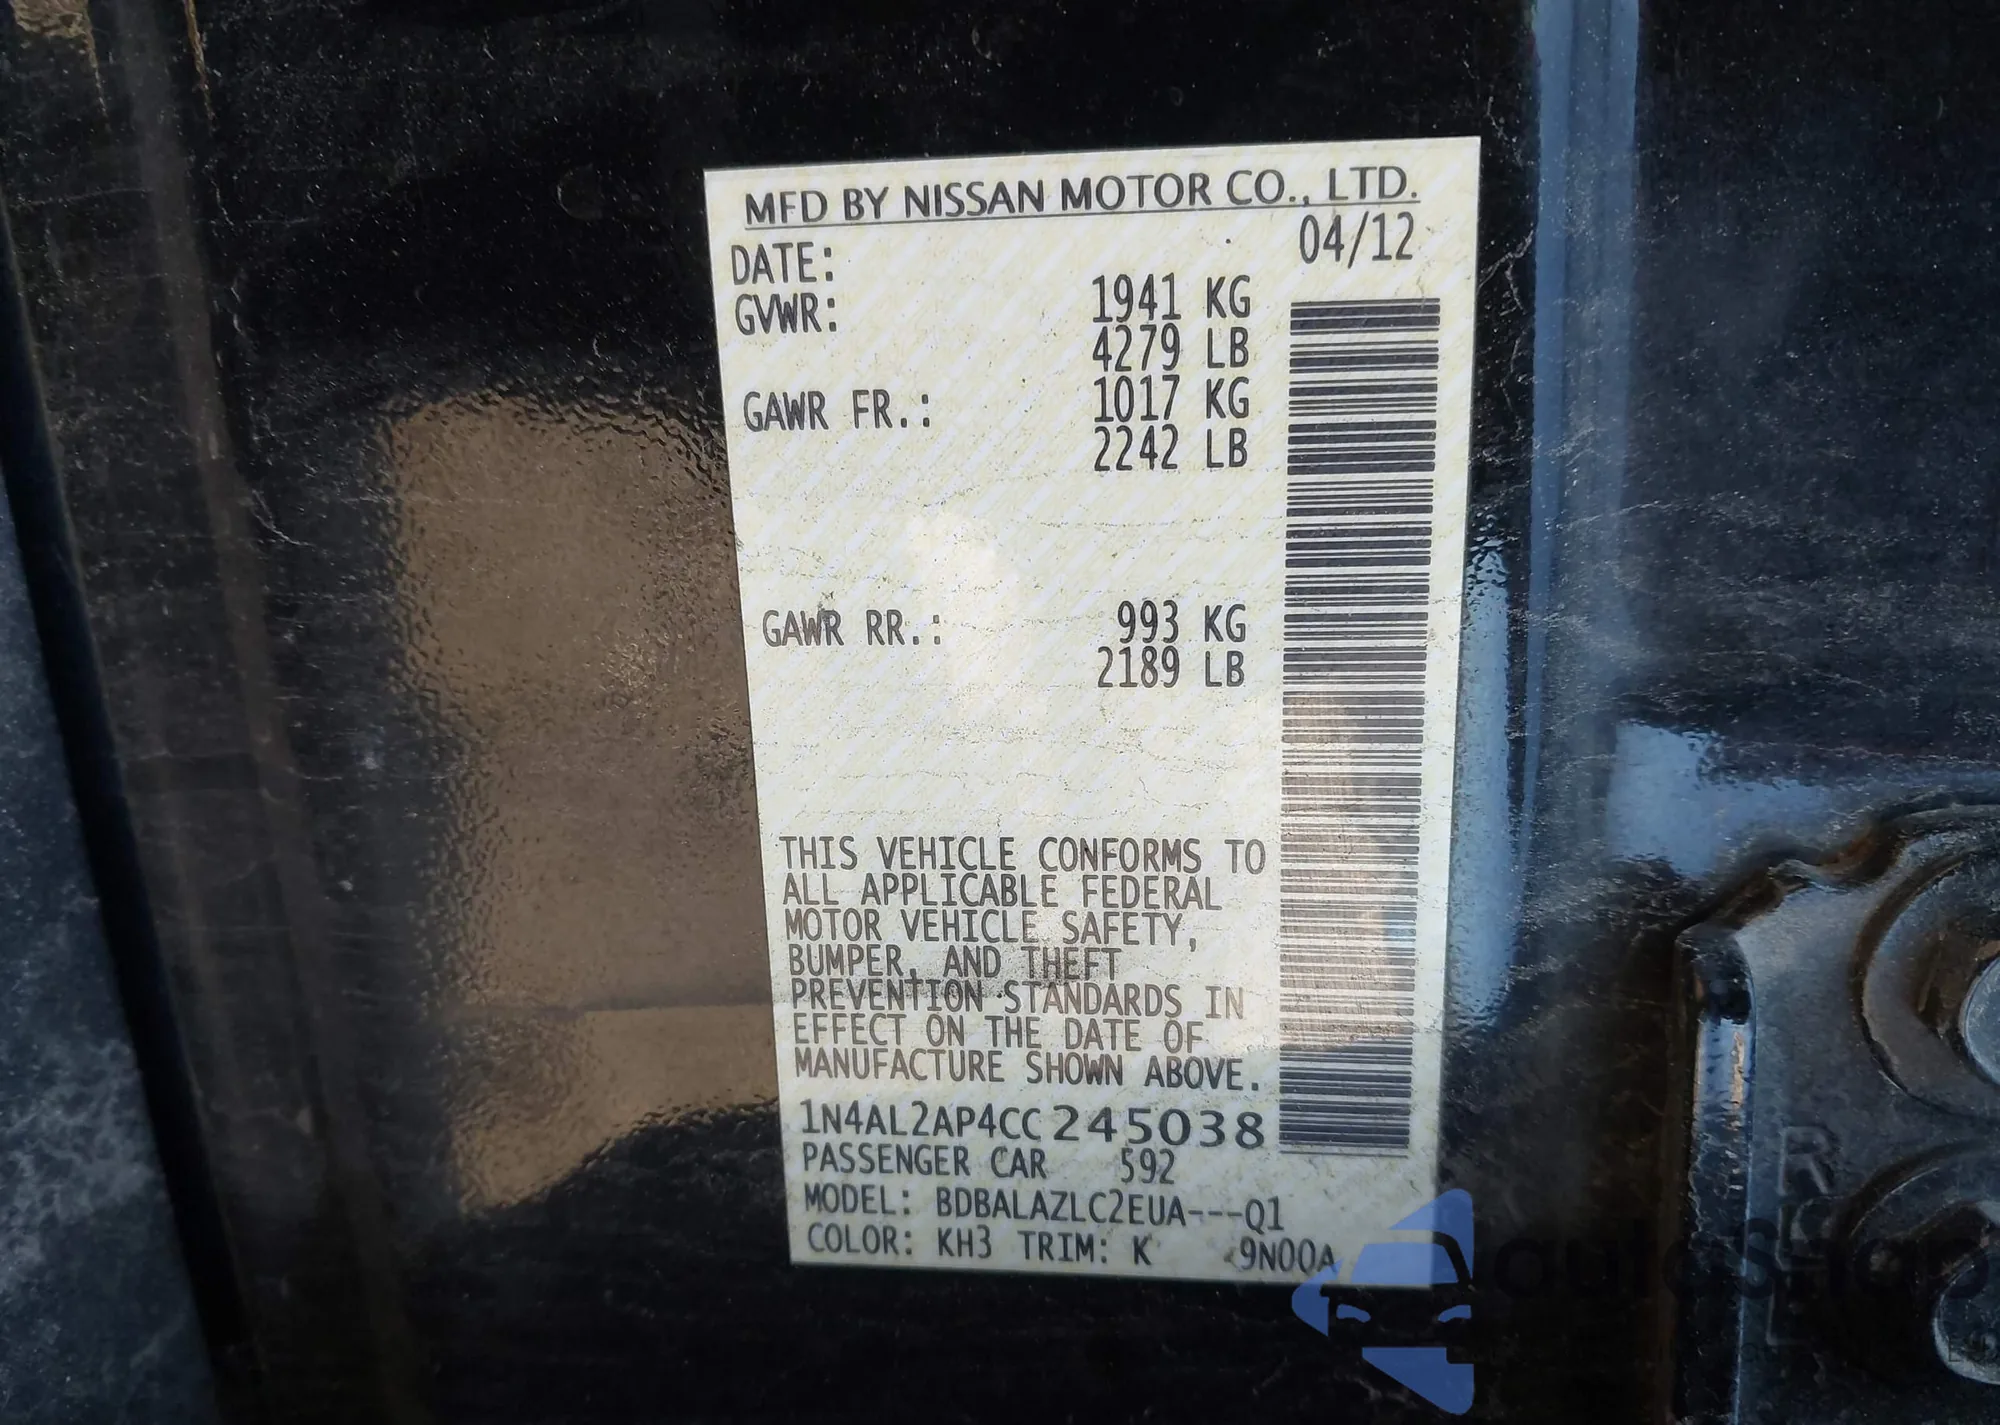 MFD BY NISSAN MOTOR CO., LTD.
DATE: 04/12
GVWR: 1941 KG
4279 LB
GAWR FR.: 1017 KG
2242 LB
GAWR RR.: 993 KG
2189 LB
THIS VEHICLE CONFORMS TO
ALL APPLICABLE FEDERAL
MOTOR VEHICLE SAFETY,
BUMPER, AND THEFT
PREVENTION STANDARDS IN
EFFECT ON THE DATE OF
MANUFACTURE SHOWN ABOVE.
1N4AL2AP4CC245038
PASSENGER CAR 592
MODEL: BDBALAZLC2EUA---Q1
COLOR: KH3 TRIM: K 9N00A